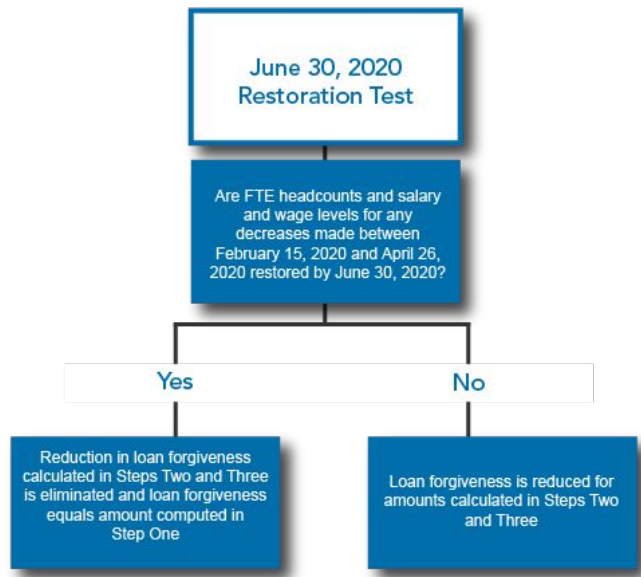 June 30, 2020
Restoration Test
Are FTE headcounts and salary
and wage levels for any
decreases made between
February 15, 2020 and April 26,
2020 restored by June 30, 2020?
Yes
No
Reduction in loan forgiveness
calculated in Steps Two and Three
is eliminated and loan forgiveness
equals amount computed in
Step One
Loan forgiveness is reduced for
amounts calculated in Steps Two
and Three